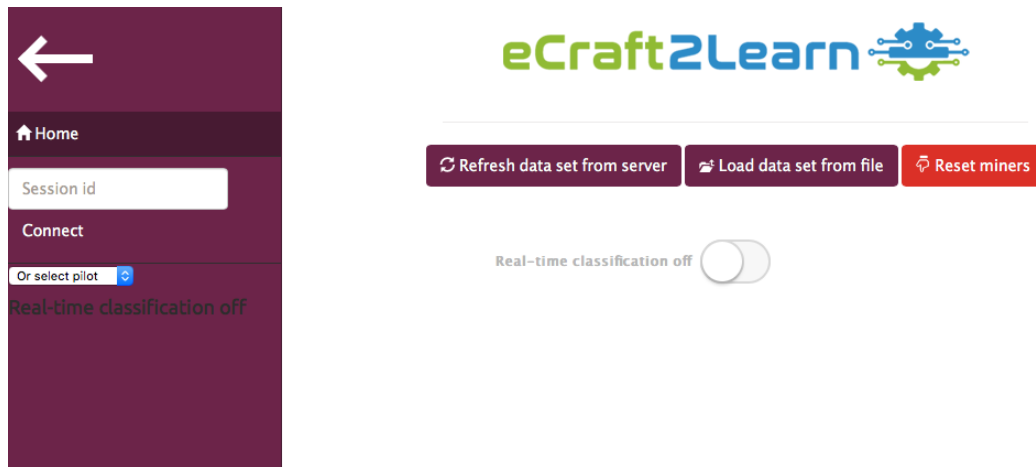 eCraft2Learn
Home
Session id
Connect
Or select pilot
Real-time classification off
Refresh data set from server
Load data set from file
Reset miners
Real-time classification off